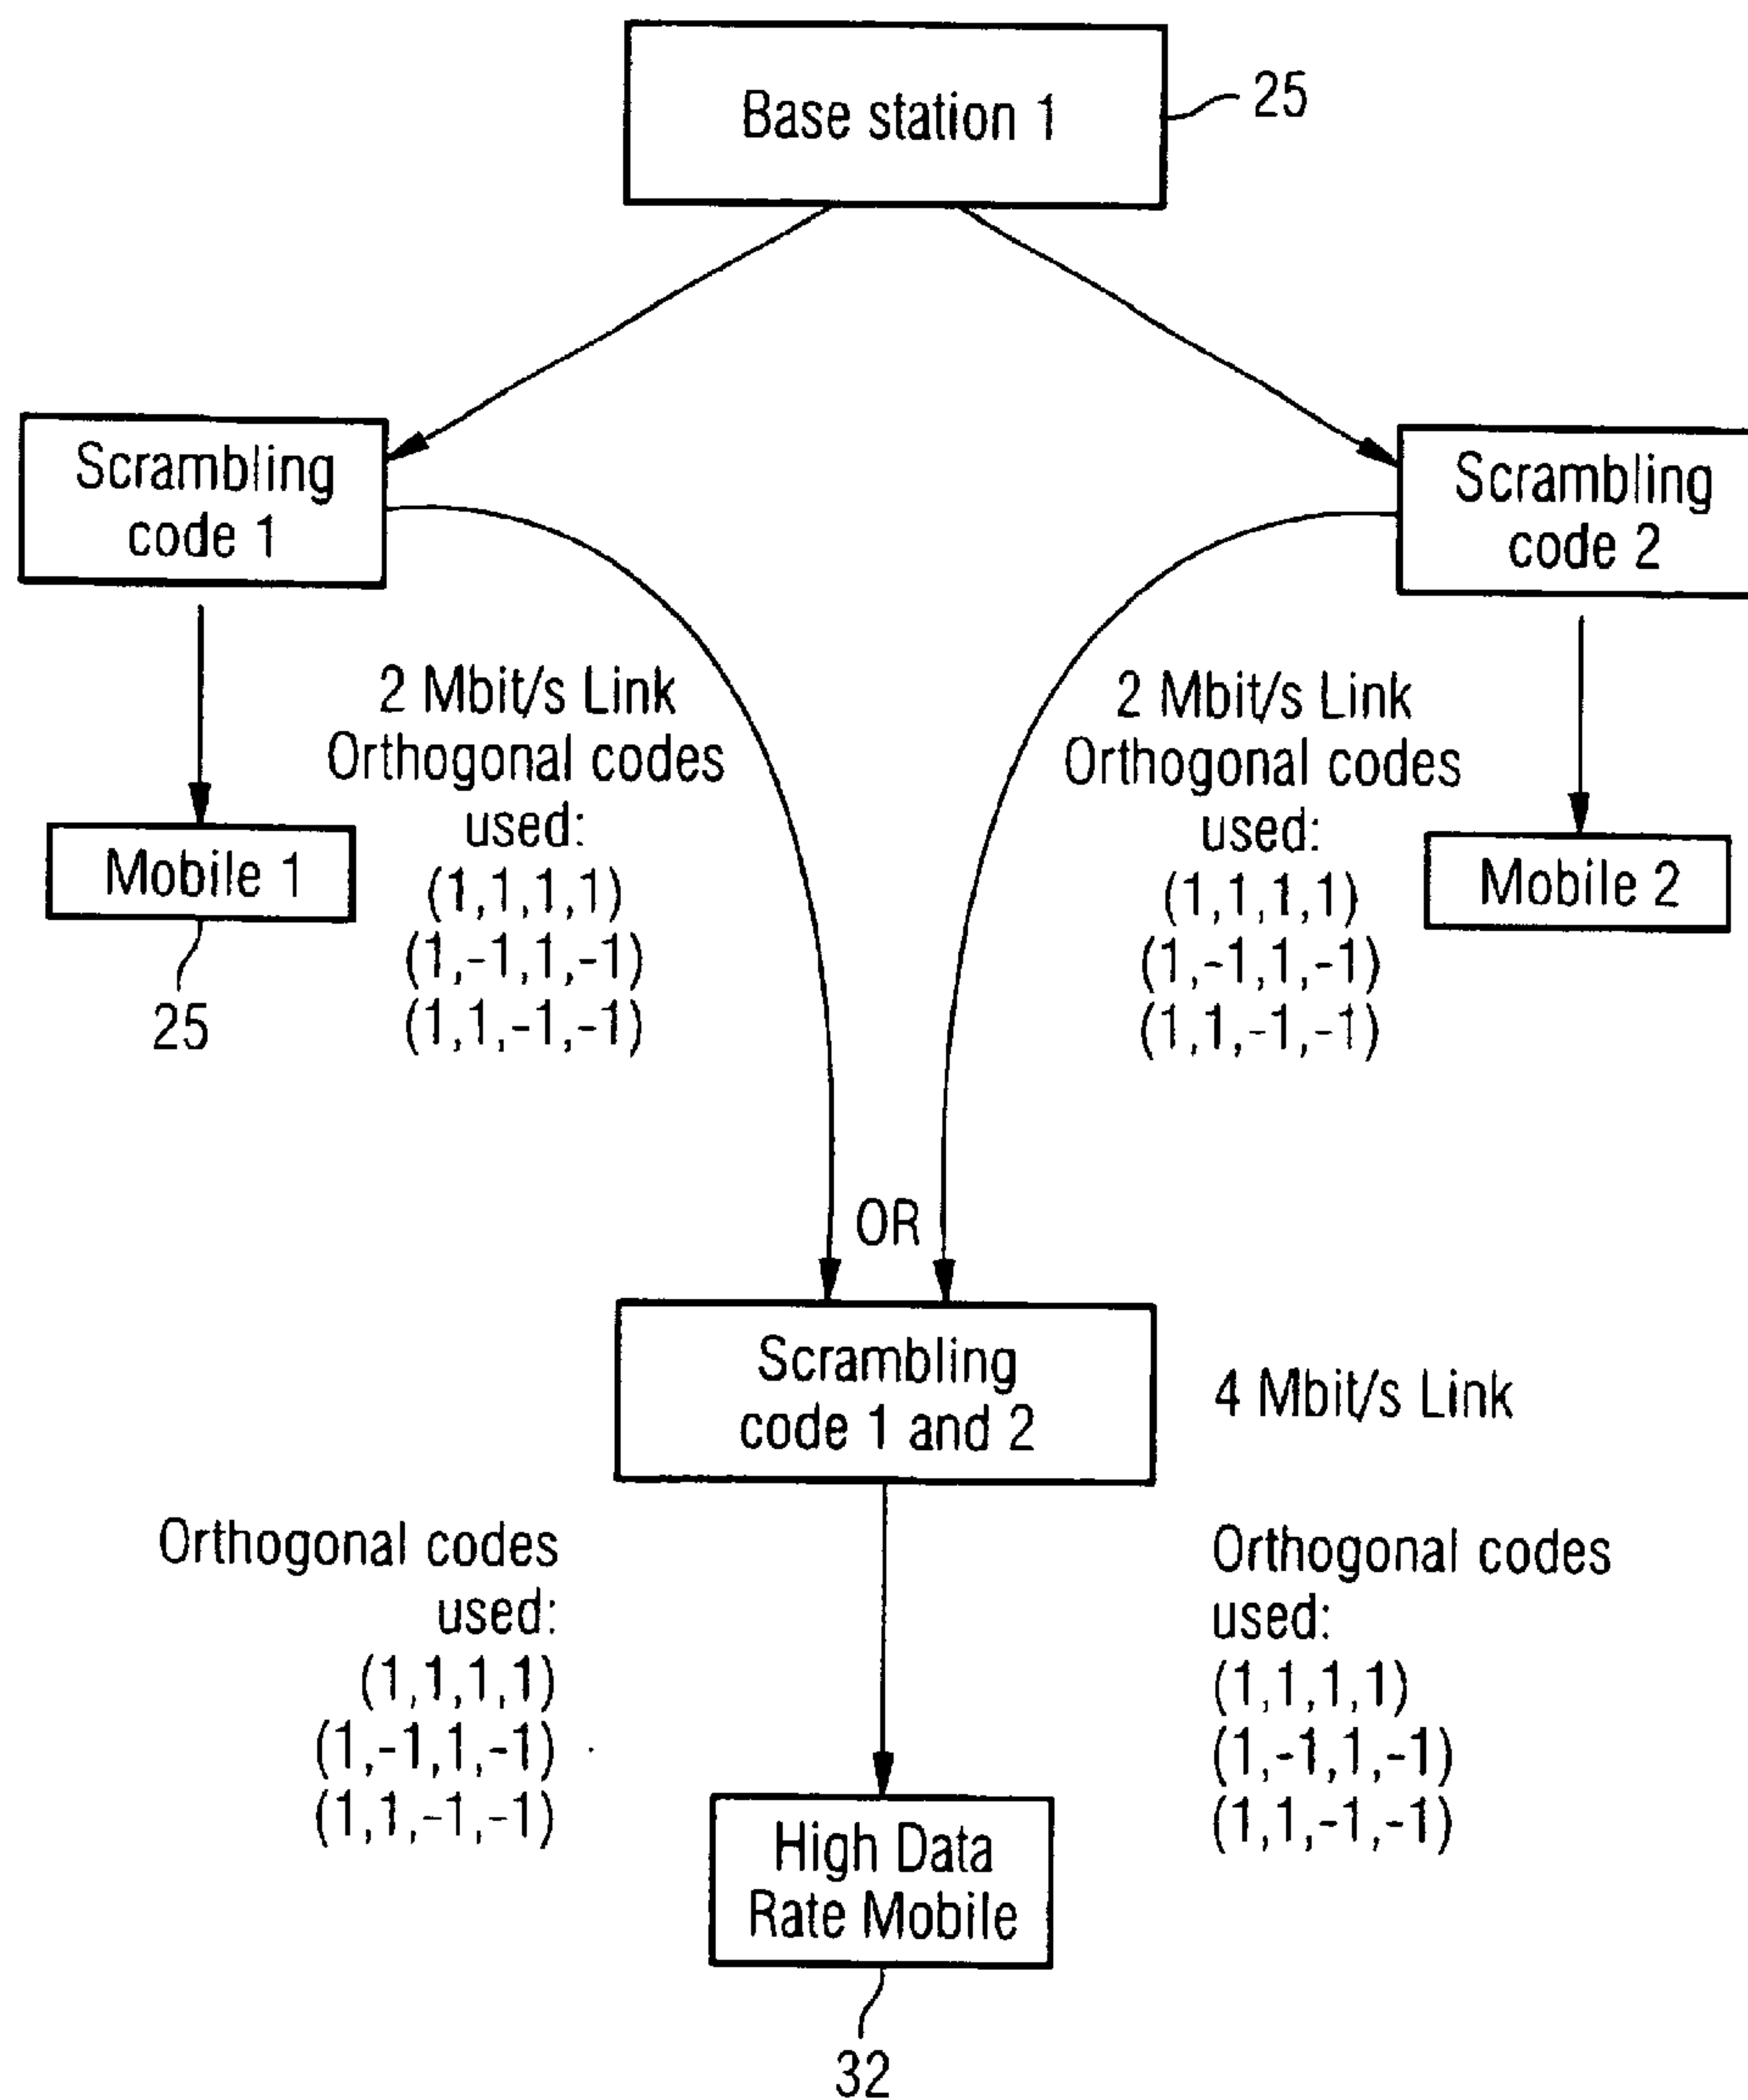 Base station 1
25
Scrambling
code 1
Scrambling
code 2
2 Mbit/s Link
Orthogonal codes
used:
(1,1,1,1)
(1,-1,1,-1)
(1,1,-1,-1)
2 Mbit/s Link
Orthogonal codes
used:
(1,1,1,1)
(1,-1,1,-1)
(1,1,-1,-1)
Mobile 1
25
Mobile 2
OR
Scrambling
code 1 and 2
4 Mbit/s Link
Orthogonal codes
used:
(1,1,1,1)
(1,-1,1,-1)
(1,1,-1,-1)
Orthogonal codes
used:
(1,1,1,1)
(1,-1,1,-1)
(1,1,-1,-1)
High Data
Rate Mobile
32